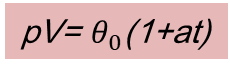 pV= θ₀ (1+at)